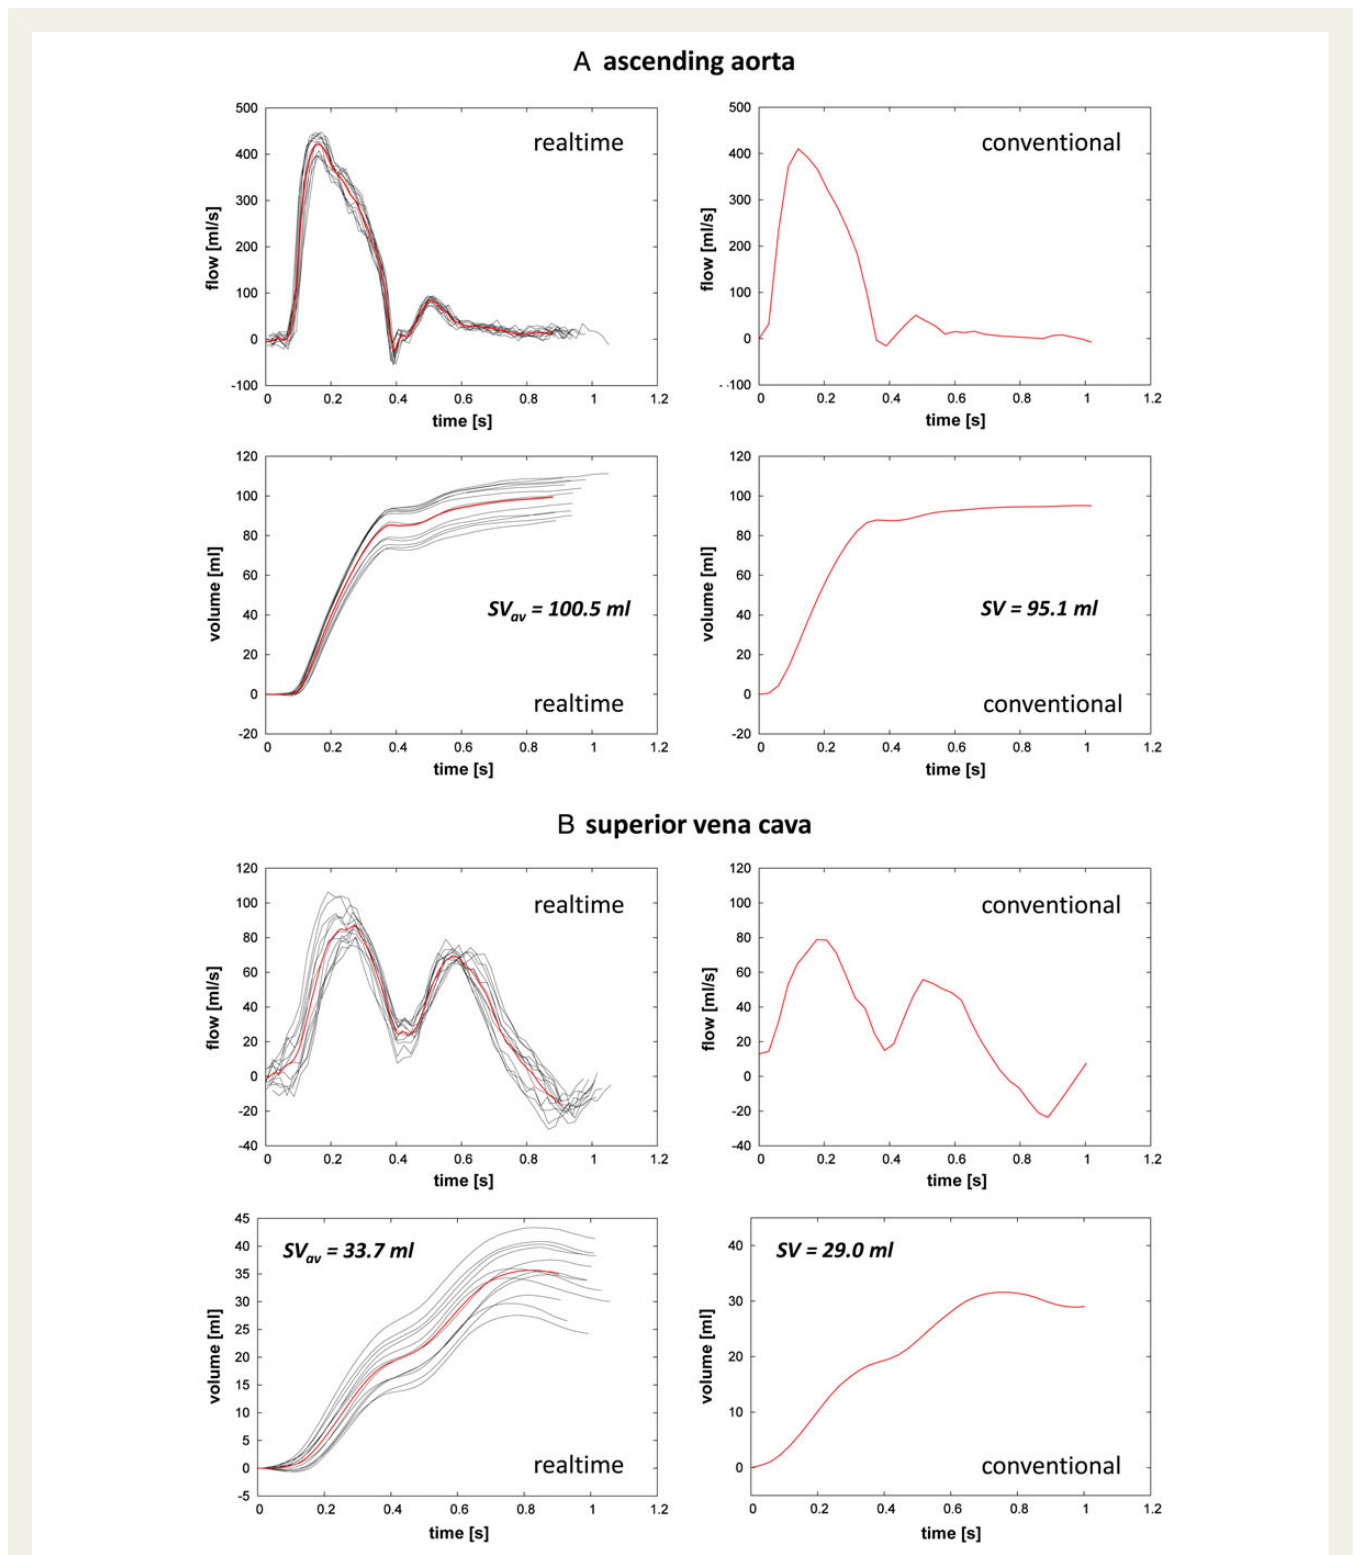 A ascending aorta
500
400
300
200
100
0
-100
flow [ml/s]
realtime
0 0.2 0.4 0.6 0.8 1 1.2
time [s]
500
400
300
200
100
0
-100
flow [ml/s]
conventional
0 0.2 0.4 0.6 0.8 1 1.2
time [s]
120
100
80
60
40
20
0
-20
volume [ml]
SVav = 100.5 ml
realtime
0 0.2 0.4 0.6 0.8 1 1.2
time [s]
120
100
80
60
40
20
0
-20
volume [ml]
SV = 95.1 ml
conventional
0 0.2 0.4 0.6 0.8 1 1.2
time [s]
B superior vena cava
120
100
80
60
40
20
0
-20
-40
flow [ml/s]
realtime
0 0.2 0.4 0.6 0.8 1 1.2
time [s]
120
100
80
60
40
20
0
-20
-40
flow [ml/s]
conventional
0 0.2 0.4 0.6 0.8 1 1.2
time [s]
45
40
35
30
25
20
15
10
5
0
-5
volume [ml]
SVav = 33.7 ml
realtime
0 0.2 0.4 0.6 0.8 1 1.2
time [s]
40
30
20
10
0
volume [ml]
SV = 29.0 ml
conventional
0 0.2 0.4 0.6 0.8 1 1.2
time [s]